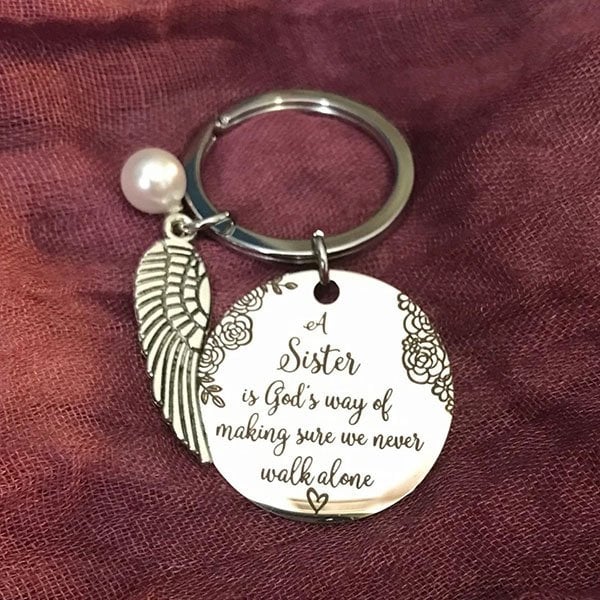 A
Sister
is God's way of
making sure we never
walk alone